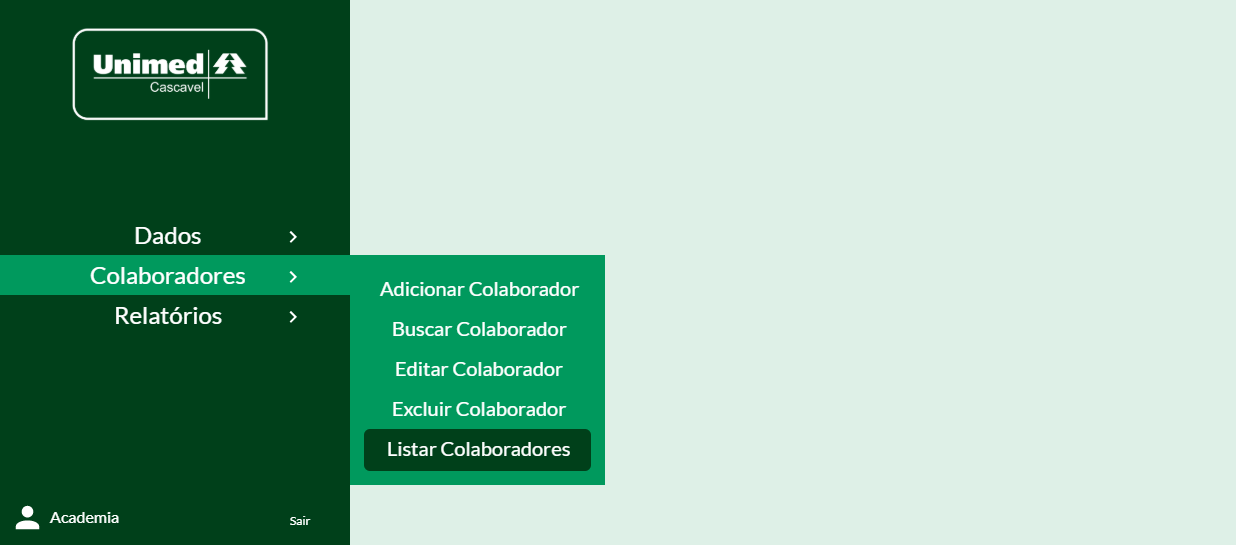 Unimed
Cascavel
Dados
Colaboradores
Relatórios
Adicionar Colaborador
Buscar Colaborador
Editar Colaborador
Excluir Colaborador
Listar Colaboradores
Academia
Sair